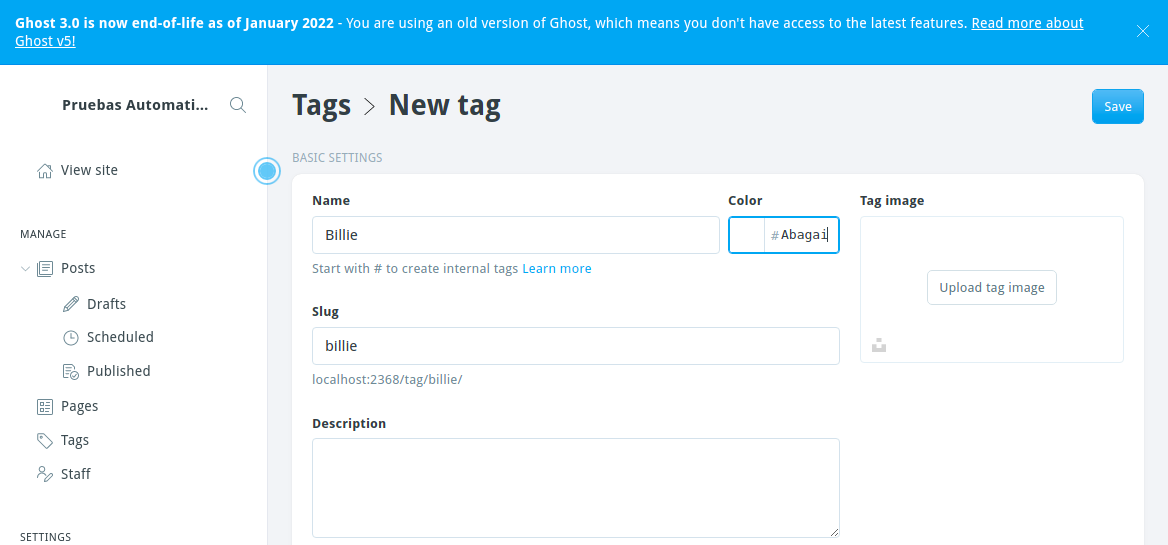 Ghost 3.0 is now end-of-life as of January 2022 - You are using an old version of Ghost, which means you don't have access to the latest features. Read more about
Ghost v5!
Pruebas Automati...
View site
MANAGE
Posts
Drafts
Scheduled
Published
Pages
Tags
Staff
SETTINGS
Tags > New tag
Save
BASIC SETTINGS
Name
Billie
Start with # to create internal tags Learn more
Color
#Abagai
Slug
billie
localhost:2368/tag/billie/
Description
Tag image
Upload tag image